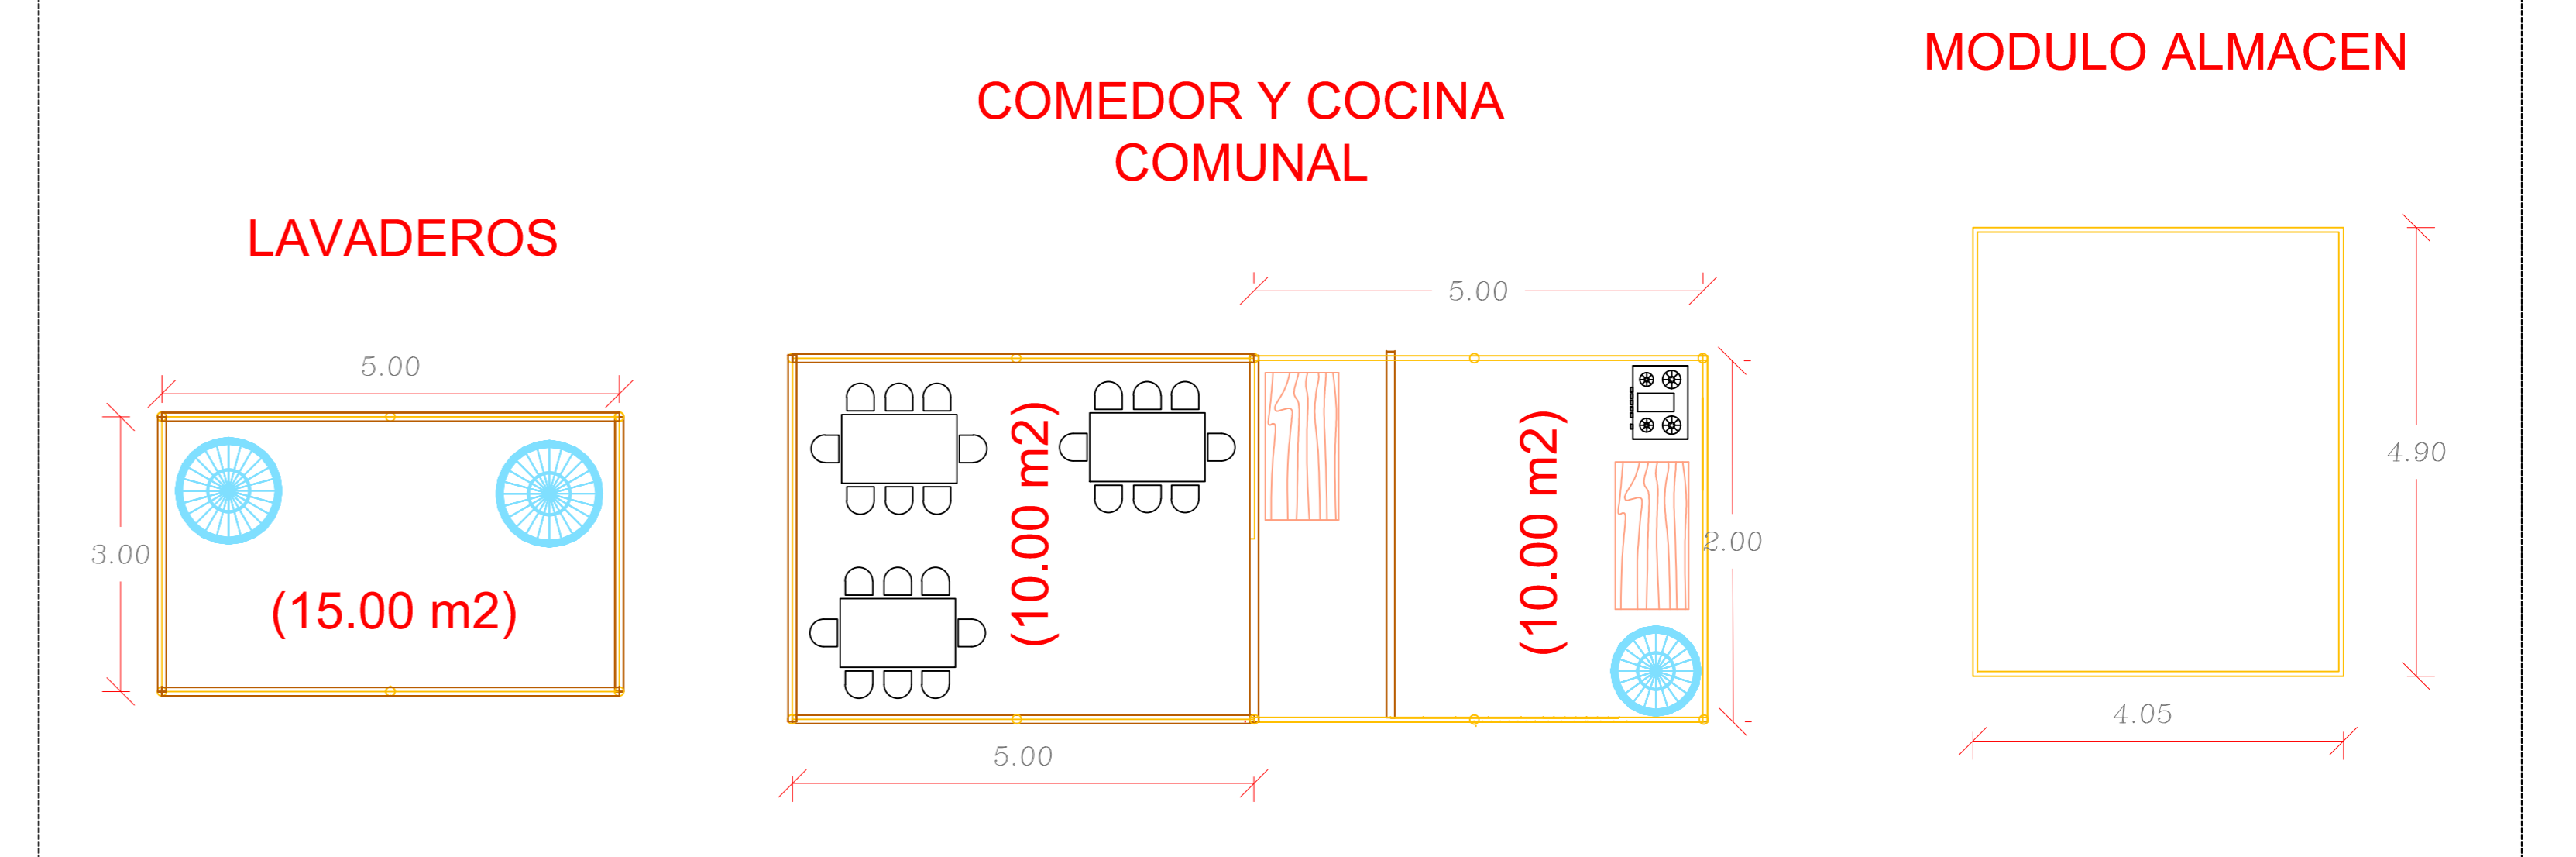 MODULO ALMACEN
COMEDOR Y COCINA
COMUNAL
LAVADEROS
5.00
5.00
4.90
3.00
(15.00 m2)
(10.00 m2)
(10.00 m2)
2.00
4.05
5.00